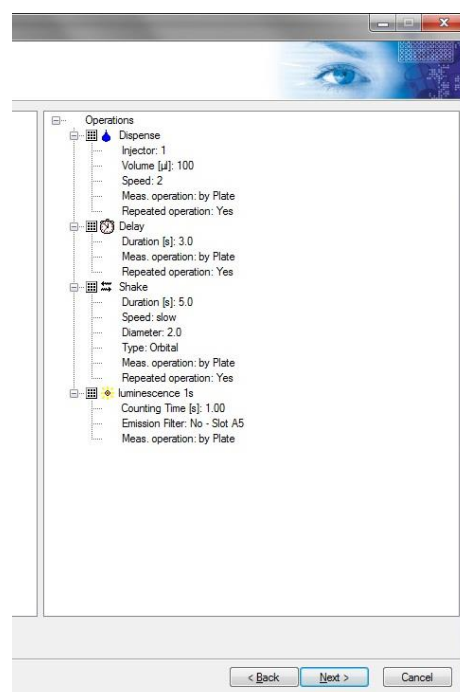 Operations
Dispense
Injector: 1
Volume [µl]: 100
Speed: 2
Meas. operation: by Plate
Repeated operation: Yes
Delay
Duration [s]: 3.0
Meas. operation: by Plate
Repeated operation: Yes
Shake
Duration [s]: 5.0
Speed: slow
Diameter: 2.0
Type: Orbital
Meas. operation: by Plate
Repeated operation: Yes
luminescence 1s
Counting Time [s]: 1.00
Emission Filter: No - Slot A5
Meas. operation: by Plate
< Back Next > Cancel